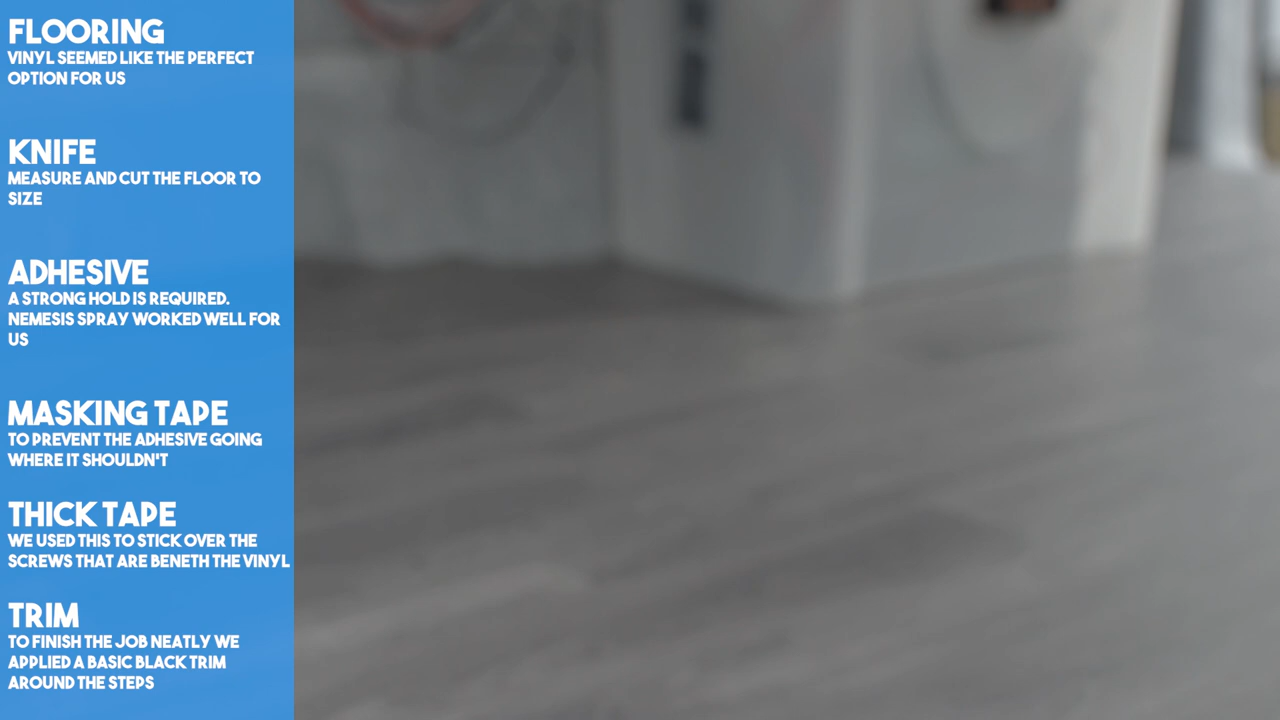 FLOORING
VINYL SEEMED LIKE THE PERFECT
OPTION FOR US
KNIFE
MEASURE AND CUT THE FLOOR TO
SIZE
ADHESIVE
A STRONG HOLD IS REQUIRED.
NEMESIS SPRAY WORKED WELL FOR
US
MASKING TAPE
TO PREVENT THE ADHESIVE GOING
WHERE IT SHOULDN'T
THICK TAPE
WE USED THIS TO STICK OVER THE
SCREWS THAT ARE BENETH THE VINYL
TRIM
TO FINISH THE JOB NEATLY WE
APPLIED A BASIC BLACK TRIM
AROUND THE STEPS